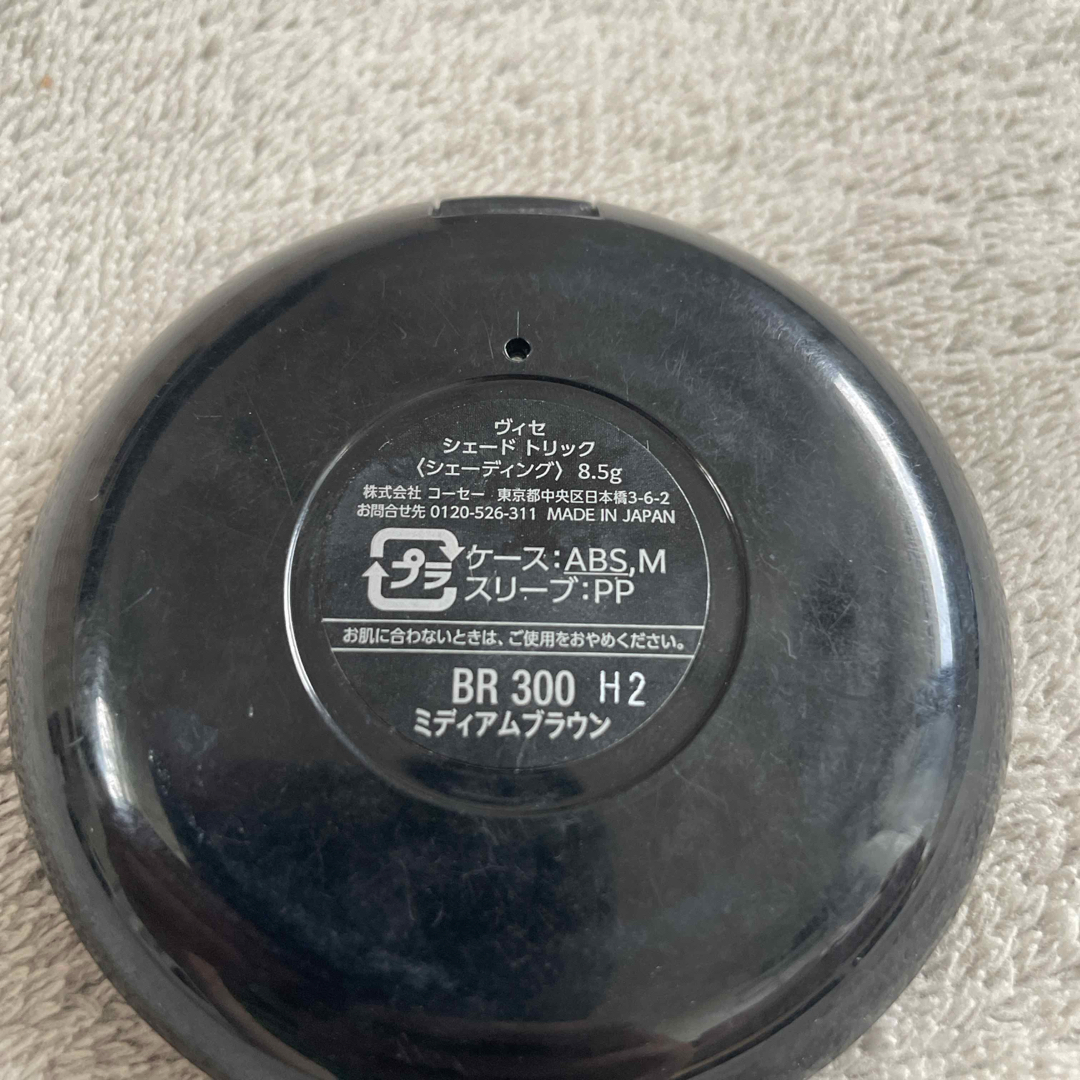 ヴィセ
シェード トリック
〈シェーディング〉 8.5g
株式会社 コーセー 東京都中央区日本橋3-6-2
お問合せ先 0120-526-311 MADE IN JAPAN
プラ ケース：ABS,M
スリーブ：PP
お肌に合わないときは、ご使用をおやめください。
BR 300 H2
ミディアムブラウン